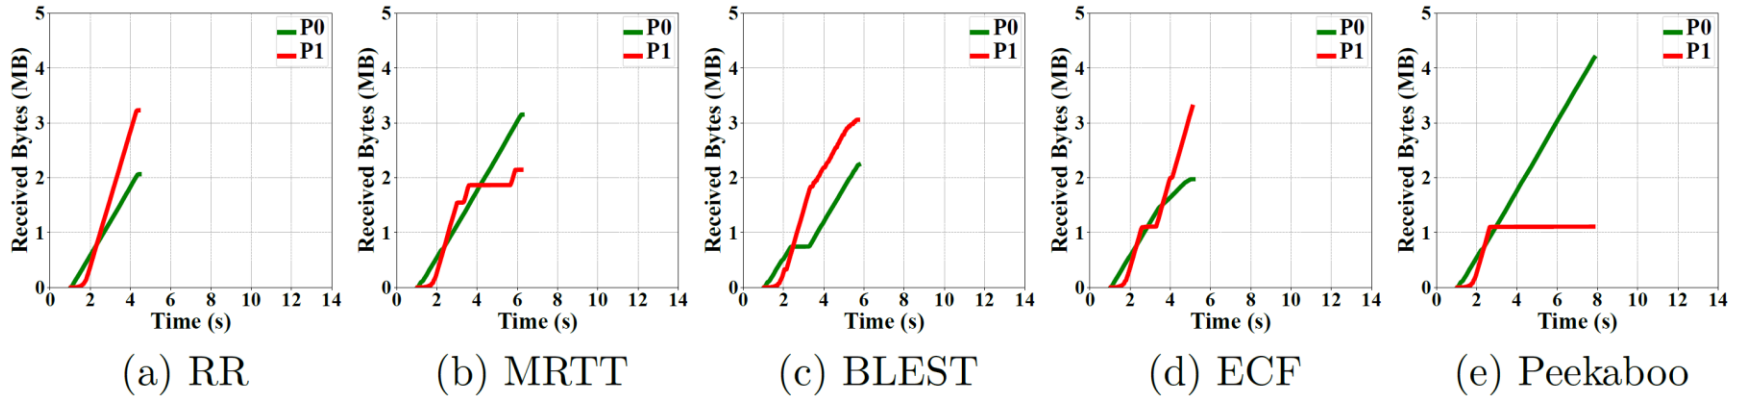 Received Bytes (MB)
5
4
3
2
1
0
0 2 4 6 8 10 12 14
Time (s)
P0
P1
(a) RR
Received Bytes (MB)
5
4
3
2
1
0
0 2 4 6 8 10 12 14
Time (s)
P0
P1
(b) MRTT
Received Bytes (MB)
5
4
3
2
1
0
0 2 4 6 8 10 12 14
Time (s)
P0
P1
(c) BLEST
Received Bytes (MB)
5
4
3
2
1
0
0 2 4 6 8 10 12 14
Time (s)
P0
P1
(d) ECF
Received Bytes (MB)
5
4
3
2
1
0
0 2 4 6 8 10 12 14
Time (s)
P0
P1
(e) Peekaboo